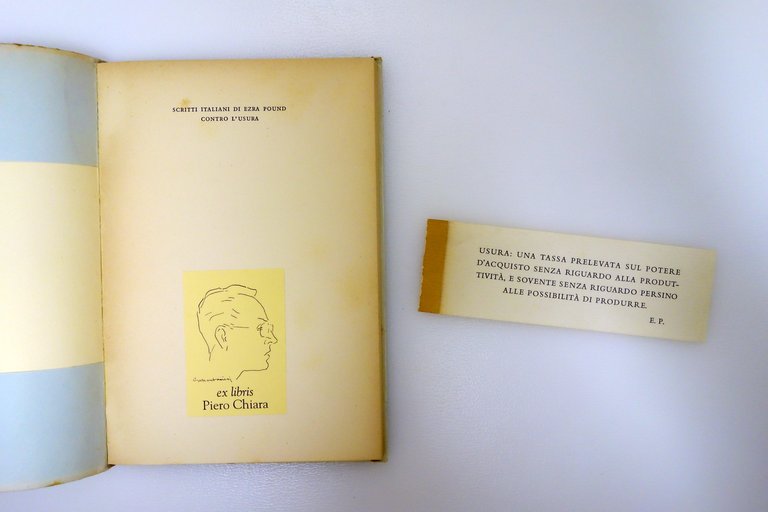 SCRITTI ITALIANI DI EZRA POUND
CONTRO L'USURA
ex libris
Piero Chiara
USURA: UNA TASSA PRELEVATA SUL POTERE
D'ACQUISTO SENZA RIGUARDO ALLA PRODUT-
TIVITÀ, E SOVENTE SENZA RIGUARDO PERSINO
ALLE POSSIBILITÀ DI PRODURRE.
E. P.